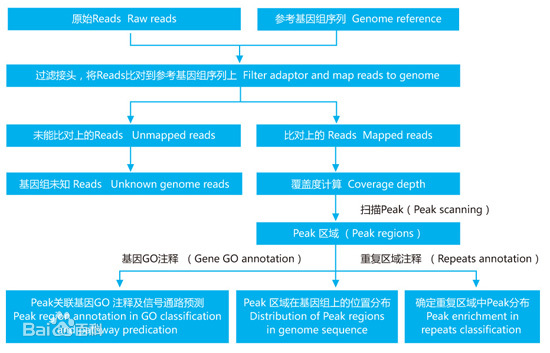 原始Reads Raw reads
参考基因组序列 Genome reference
过滤接头，将Reads比对到参考基因组序列上 Filter adaptor and map reads to genome
未能比对上的Reads Unmapped reads
比对上的 Reads Mapped reads
基因组未知 Reads Unknown genome reads
覆盖度计算 Coverage depth
扫描Peak（Peak scanning）
Peak 区域（Peak regions）
基因GO注释（Gene GO annotation）
重复区域注释（Repeats annotation）
Peak关联基因GO 注释及信号通路预测
Peak region annotation in GO classification
and pathway predication
Peak 区域在基因组上的位置分布
Distribution of Peak regions
in genome sequence
确定重复区域中Peak分布
Peak enrichment in
repeats classification
Bai百科